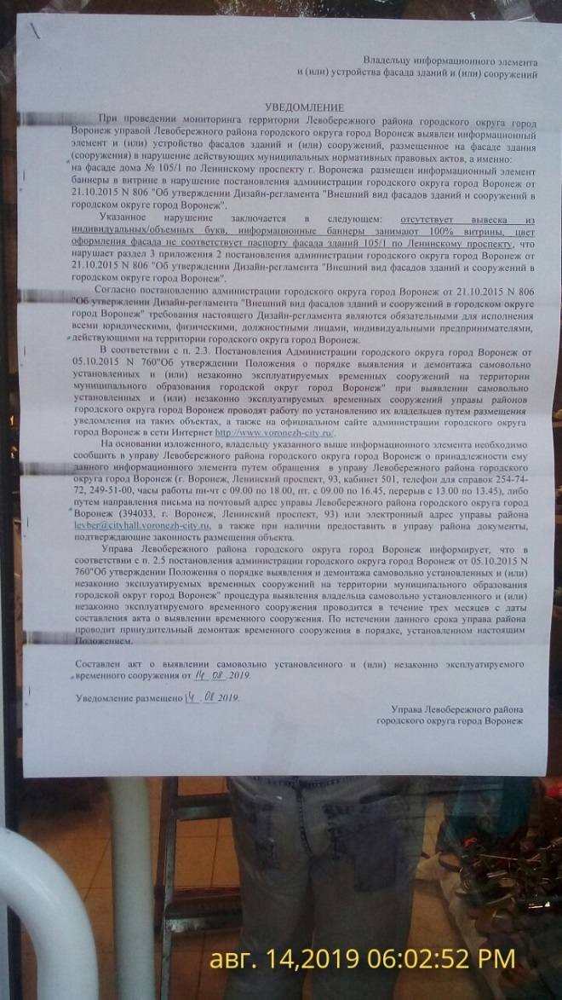 Владельцу информационного элемента
и (или) устройства фасада зданий и (или) сооружений
УВЕДОМЛЕНИЕ
При проведении мониторинга территории Левобережного района городского округа город
Воронеж управой Левобережного района городского округа город Воронеж выявлен информационный
элемент и (или) устройство фасадов зданий и (или) сооружений, размещенное на фасаде здания
(сооружения) в нарушение действующих муниципальных нормативных правовых актов, а именно:
на фасаде дома № 105/1 по Ленинскому проспекту г. Воронежа размещен информационный элемент
баннеры в витрине в нарушение постановления администрации городского округа город Воронеж от
21.10.2015 N 806 "Об утверждении Дизайн-регламента "Внешний вид фасадов зданий и сооружений в
городском округе город Воронеж".
Указанное нарушение заключается в следующем: отсутствует вывеска из
индивидуальных/объемных букв, информационные баннеры занимают 100% витрины, цвет
оформления фасада не соответствует паспорту фасада зданий 105/1 по Ленинскому проспекту, что
нарушает раздел 3 приложения 2 постановления администрации городского округа город Воронеж от
21.10.2015 N 806 "Об утверждении Дизайн-регламента "Внешний вид фасадов зданий и сооружений в
городском округе город Воронеж".
Согласно постановлению администрации городского округа город Воронеж от 21.10.2015 N 806
"Об утверждении Дизайн-регламента "Внешний вид фасадов зданий и сооружений в городском округе
город Воронеж" требования настоящего Дизайн-регламента являются обязательными для исполнения
всеми юридическими, физическими, должностными лицами, индивидуальными предпринимателями,
действующими на территории городского округа город Воронеж.
В соответствии с п. 2.3. Постановления Администрации городского округа город Воронеж от
05.10.2015 N 760"Об утверждении Положения о порядке выявления и демонтажа самовольно
установленных и (или) незаконно эксплуатируемых временных сооружений на территории
муниципального образования городской округ город Воронеж" при выявлении самовольно
установленных и (или) незаконно эксплуатируемых временных сооружений управы районов
городского округа город Воронеж проводят работу по установлению их владельцев путем размещения
уведомления на таких объектах, а также на официальном сайте администрации городского округа
город Воронеж в сети Интернет http://www.voronezh-city.ru/.
На основании изложенного, владельцу указанного выше информационного элемента необходимо
сообщить в управу Левобережного района городского округа город Воронеж о принадлежности ему
данного информационного элемента путем обращения в управу Левобережного района городского
округа город Воронеж (г. Воронеж, Ленинский проспект, 93, кабинет 501, телефон для справок 254-74-
72, 249-51-00, часы работы пн-чт с 09.00 по 18.00, пт. с 09.00 по 16.45, перерыв с 13.00 по 13.45), либо
путем направления письма на почтовый адрес управы Левобережного района городского округа город
Воронеж (394033, г. Воронеж, Ленинский проспект, 93) или электронный адрес управы района
levber@cityhall.voronezh-city.ru, а также при наличии предоставить в управу района документы,
подтверждающие законность размещения объекта.
Управа Левобережного района городского округа город Воронеж информирует, что в
соответствии с п. 2.5 постановления администрации городского округа город Воронеж от 05.10.2015 N
760"Об утверждении Положения о порядке выявления и демонтажа самовольно установленных и (или)
незаконно эксплуатируемых временных сооружений на территории муниципального образования
городской округ город Воронеж" процедура выявления владельца самовольно установленного и (или)
незаконно эксплуатируемого временного сооружения проводится в течение трех месяцев с даты
составления акта о выявлении временного сооружения. По истечении данного срока управа района
проводит принудительный демонтаж временного сооружения в порядке, установленном настоящим
Положением.
Составлен акт о выявлении самовольно установленного и (или) незаконно эксплуатируемого
временного сооружения от 14 08 2019.
Уведомление размещено 14.08 2019.
Управа Левобережного района
городского округа город Воронеж
авг. 14,2019 06:02:52 PM